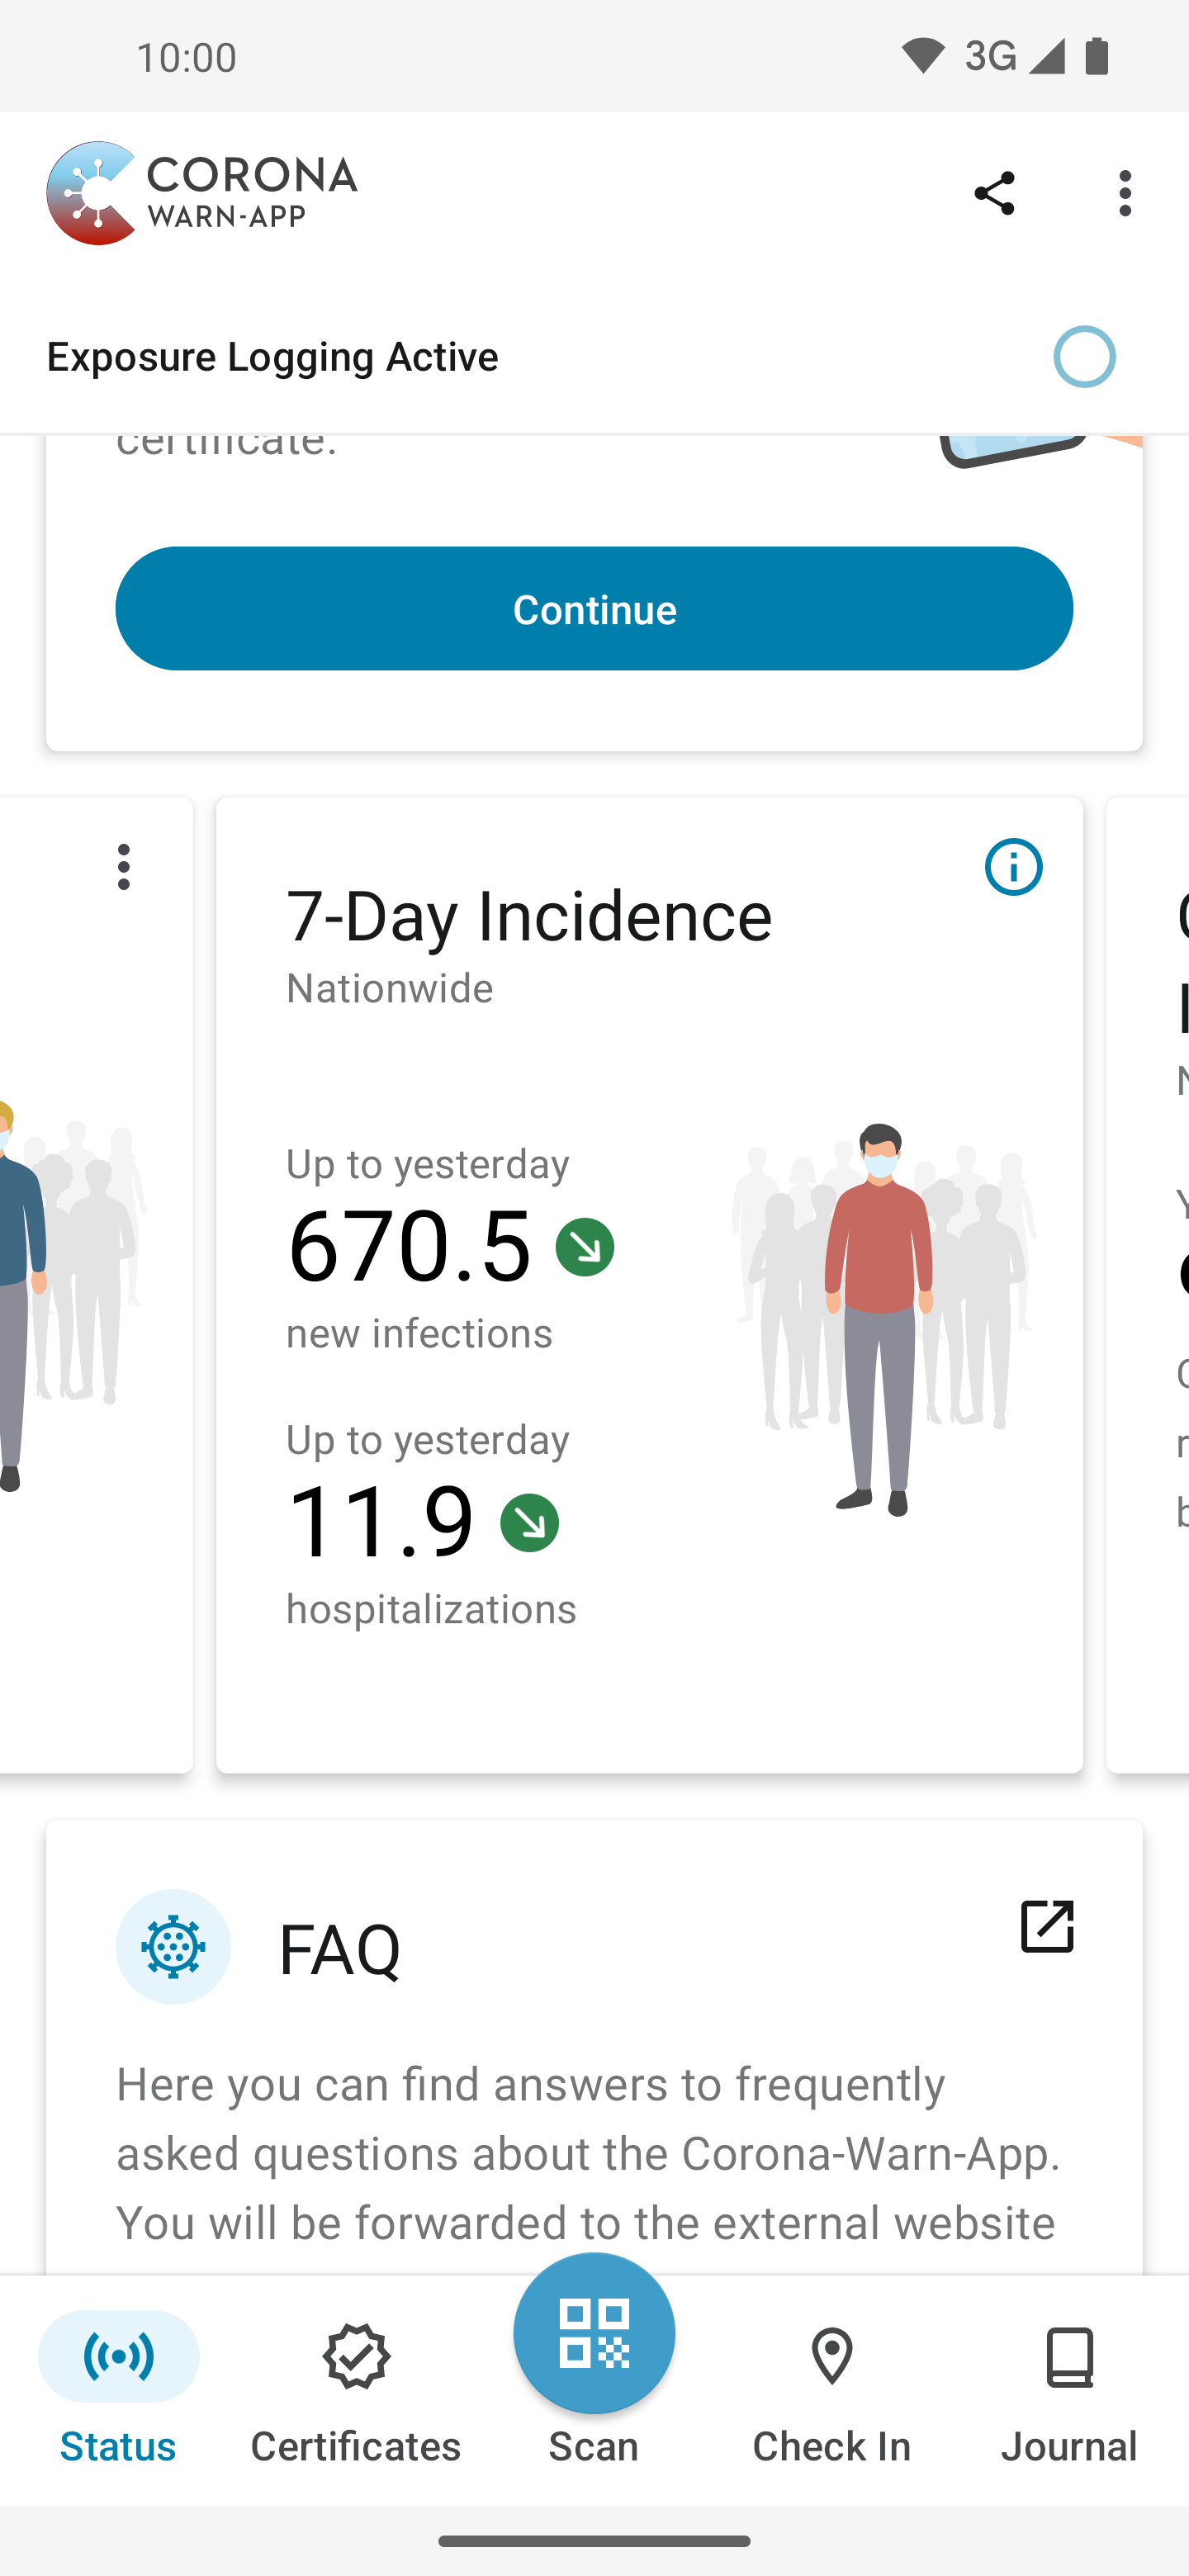 10:00
3G
CORONA
WARN-APP
Exposure Logging Active
certificate.
Continue
7-Day Incidence
Nationwide
Up to yesterday
670.5
new infections
Up to yesterday
11.9
hospitalizations
FAQ
Here you can find answers to frequently
asked questions about the Corona-Warn-App.
You will be forwarded to the external website
Status
Certificates
Scan
Check In
Journal